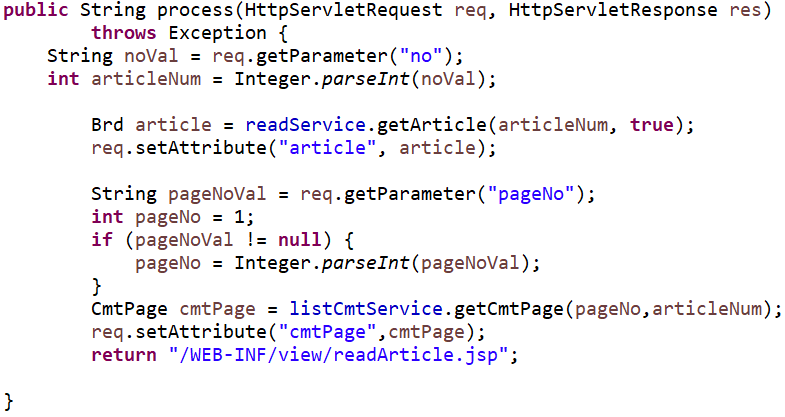 public String process(HttpServletRequest req, HttpServletResponse res)
        throws Exception {
    String noVal = req.getParameter("no");
    int articleNum = Integer.parseInt(noVal);

        Brd article = readService.getArticle(articleNum, true);
        req.setAttribute("article", article);

        String pageNoVal = req.getParameter("pageNo");
        int pageNo = 1;
        if (pageNoVal != null) {
            pageNo = Integer.parseInt(pageNoVal);
        }
        CmtPage cmtPage = listCmtService.getCmtPage(pageNo,articleNum);
        req.setAttribute("cmtPage",cmtPage);
        return "/WEB-INF/view/readArticle.jsp";

}